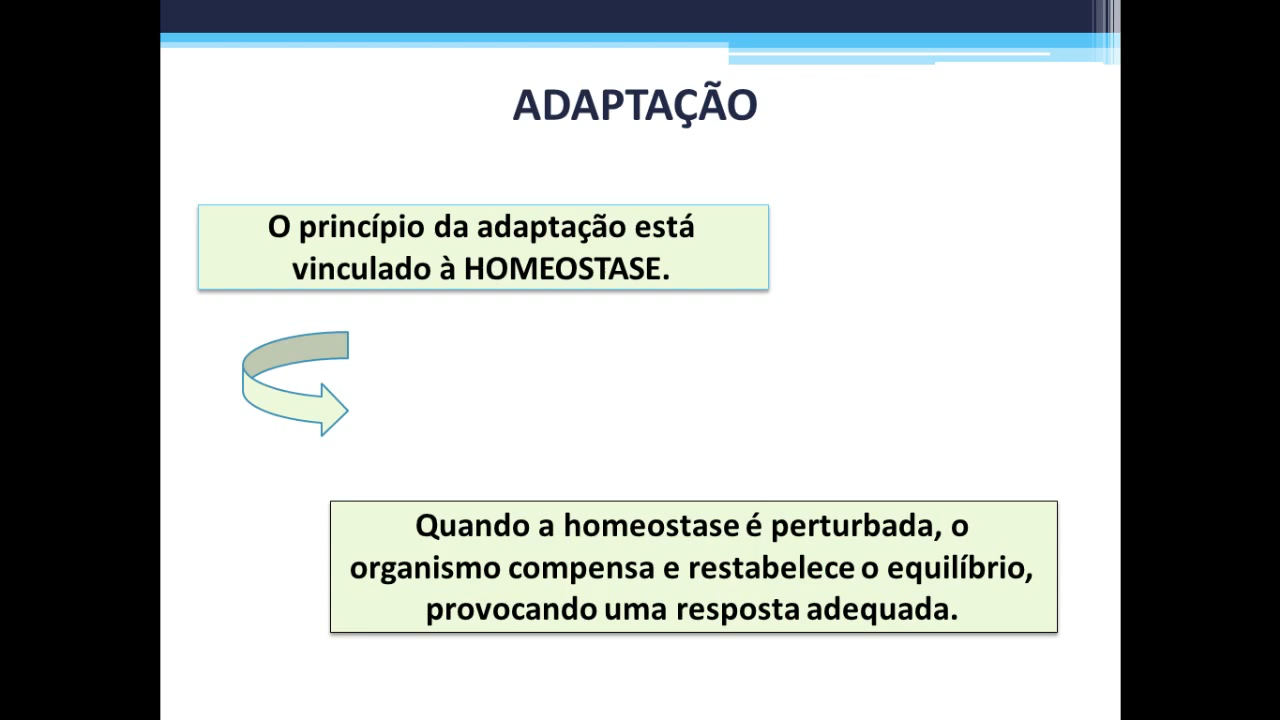 ADAPTAÇÃO
O princípio da adaptação está
vinculado à HOMEOSTASE.
Quando a homeostase é perturbada, o
organismo compensa e restabelece o equilíbrio,
provocando uma resposta adequada.